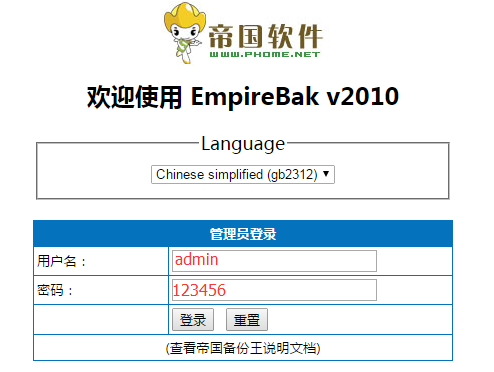 帝国软件
WWW.PHOME.NET
欢迎使用 EmpireBak v2010
Language
Chinese simplified (gb2312)
管理员登录
用户名： admin
密码： 123456
登录 重置
(查看帝国备份王说明文档)